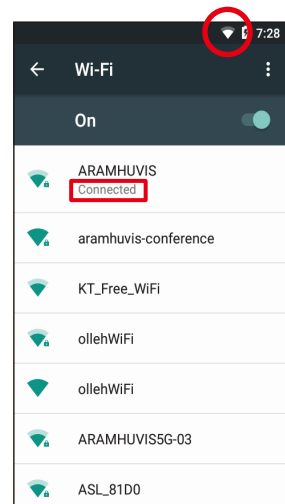 7:28
Wi-Fi
On
ARAMHUVIS
Connected
aramhuvis-conference
KT_Free_WiFi
ollehWiFi
ollehWiFi
ARAMHUVIS5G-03
ASL_81D0